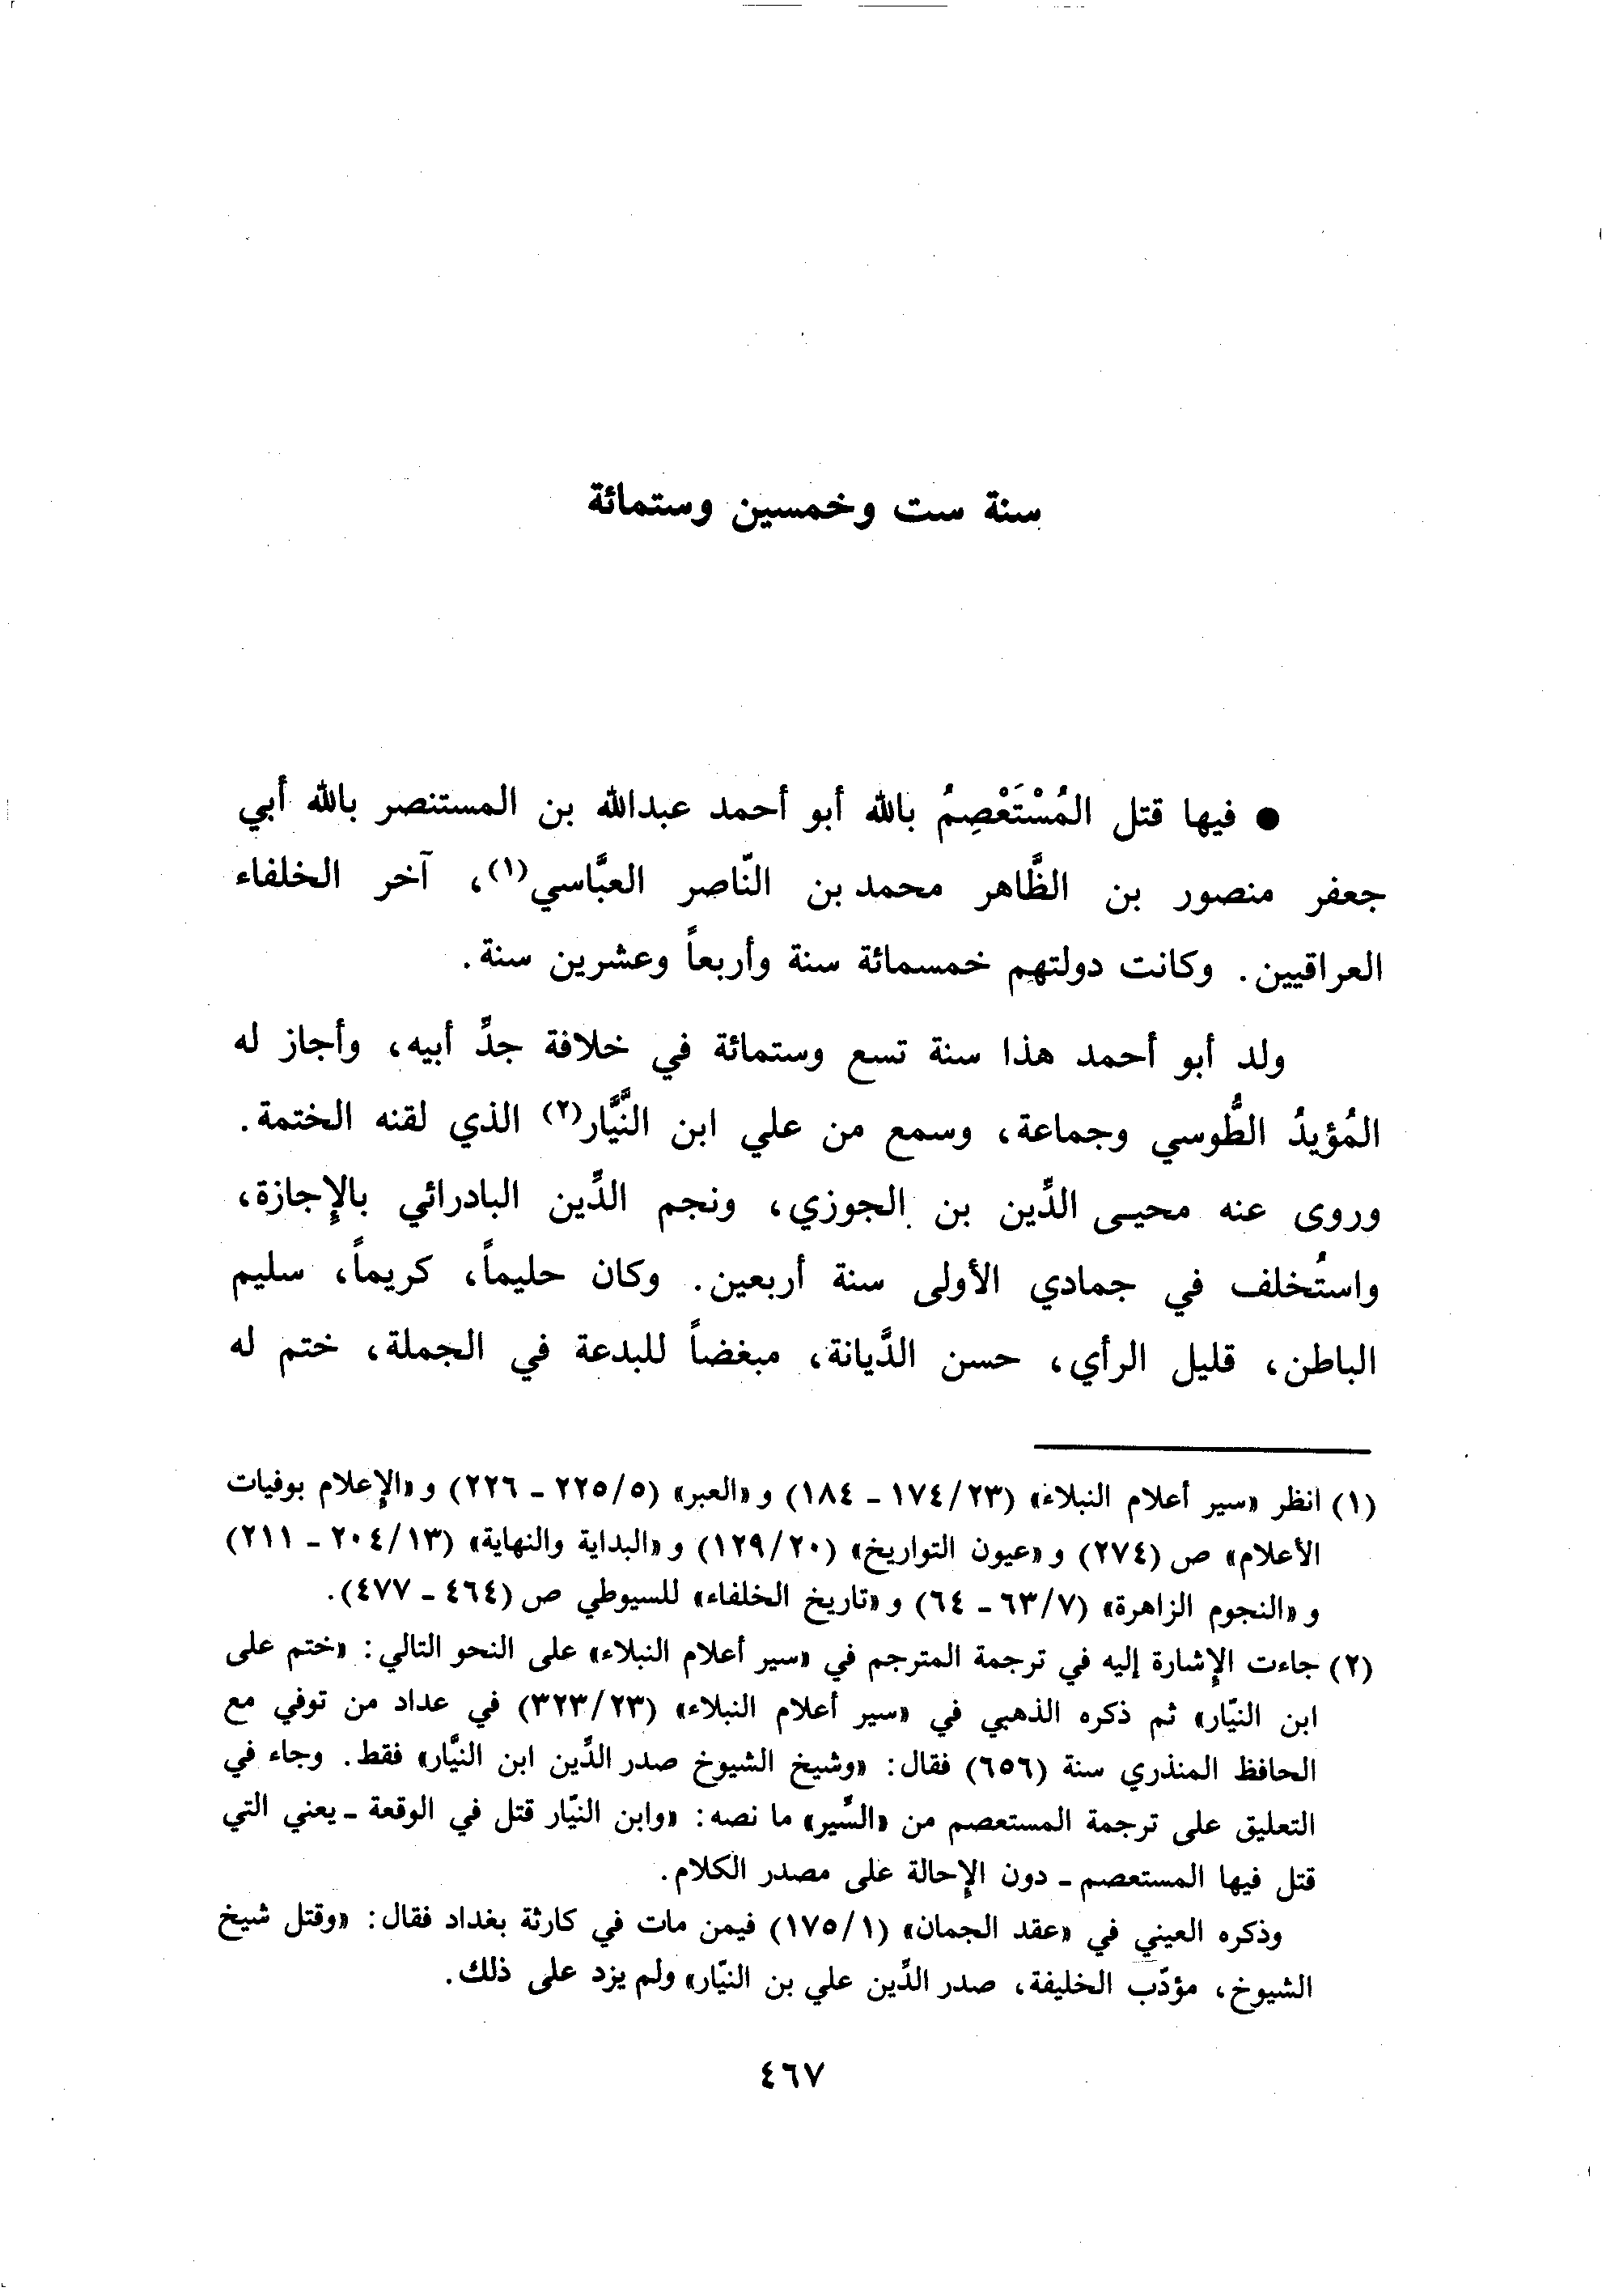 سنة ست وخمسين وستمائة
● فيها قتل المُسْتَعْصِمُ بالله أبو أحمد عبدالله بن المستنصر بالله أبي
جعفر منصور بن الظَّاهر محمد بن النّاصر العبَّاسي(١)، آخر الخلفاء
العراقيين. وكانت دولتهم خمسمائة سنة وأربعاً وعشرين سنة.
ولد أبو أحمد هذا سنة تسع وستمائة في خلافة جدِّ أبيه، وأجاز له
المُؤيدُ الطُّوسي وجماعة، وسمع من علي ابن النَّيَّار(٢) الذي لقنه الختمة.
وروى عنه محيـى الدِّين بن الجوزي، ونجم الدِّين البادرائي بالإِجازة،
واستُخلف في جمادي الأولى سنة أربعين. وكان حليماً، كريماً، سليم
الباطن، قليل الرأي، حسن الدِّيانة، مبغضاً للبدعة في الجملة، ختم له
(١) انظر «سير أعلام النبلاء» (٢٣/ ١٧٤ ـ ١٨٤) و «العبر» (٥/ ٢٢٥ ـ ٢٢٦) و «الإِعلام بوفيات
الأعلام» ص (٢٧٤) و «عيون التواريخ» (٢٠/ ١٢٩) و «البداية والنهاية» (١٣/ ٢٠٤ ـ ٢١١)
و «النجوم الزاهرة» (٧/ ٦٣ ـ ٦٤) و «تاريخ الخلفاء» للسيوطي ص (٤٦٤ ـ ٤٧٧).
(٢) جاءت الإِشارة إليه في ترجمة المترجم في «سير أعلام النبلاء» على النحو التالي: «ختم على
ابن النيّار» ثم ذكره الذهبي في «سير أعلام النبلاء» (٢٣/ ٣٢٣) في عداد من توفي مع
الحافظ المنذري سنة (٦٥٦) فقال: «وشيخ الشيوخ صدر الدِّين ابن النيَّار» فقط. وجاء في
التعليق على ترجمة المستعصم من «السِّير» ما نصه: «وابن النيّار قتل في الوقعة ـ يعني التي
قتل فيها المستعصم ـ دون الإِحالة على مصدر الكلام.
وذكره العيني في «عقد الجمان» (١/ ١٧٥) فيمن مات في كارثة بغداد فقال: «وقتل شيخ
الشيوخ، مؤدّب الخليفة، صدر الدِّين علي بن النيّار» ولم يزد على ذلك.
٤٦٧